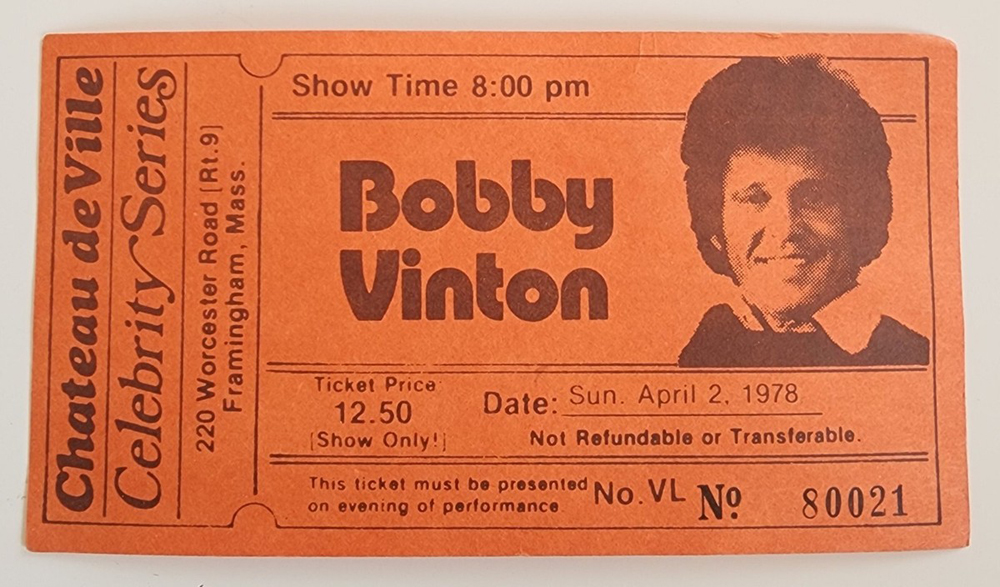 Chateau de Ville
Celebrity Series
220 Worcester Road [Rt.9]
Framingham, Mass.
Show Time 8:00 pm
Bobby
Vinton
Ticket Price
12.50
[Show Only!]
Date: Sun. April 2, 1978
Not Refundable or Transferable.
This ticket must be presented
on evening of performance
No. VL No. 80021